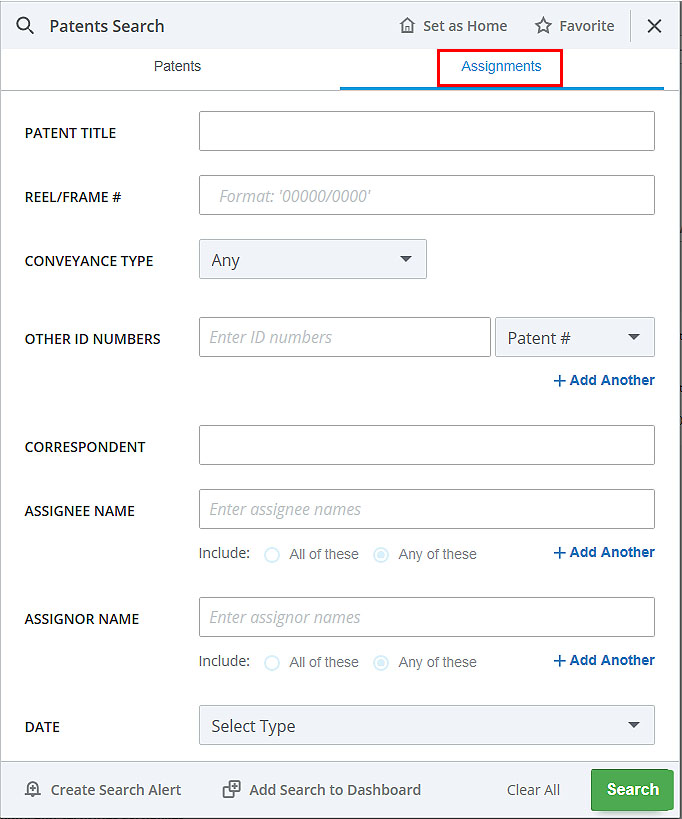 Patents Search Set as Home Favorite
Patents Assignments
PATENT TITLE
REEL/FRAME # Format: '00000/0000'
CONVEYANCE TYPE Any
OTHER ID NUMBERS Enter ID numbers Patent #
+ Add Another
CORRESPONDENT
ASSIGNEE NAME Enter assignee names
Include: All of these Any of these + Add Another
ASSIGNOR NAME Enter assignor names
Include: All of these Any of these + Add Another
DATE Select Type
Create Search Alert Add Search to Dashboard Clear All Search